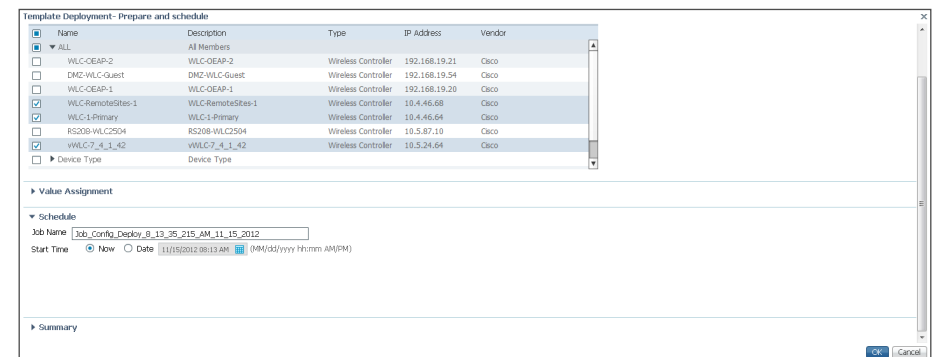 Template Deployment- Prepare and schedule
Name Description Type IP Address Vendor
ALL All Members
WLC-OEAP-2 WLC-OEAP-2 Wireless Controller 192.168.19.21 Cisco
DMZ-WLC-Guest DMZ-WLC-Guest Wireless Controller 192.168.19.54 Cisco
WLC-OEAP-1 WLC-OEAP-1 Wireless Controller 192.168.19.20 Cisco
WLC-RemoteSites-1 WLC-RemoteSites-1 Wireless Controller 10.4.46.68 Cisco
WLC-1-Primary WLC-1-Primary Wireless Controller 10.4.46.64 Cisco
RS208-WLC2504 RS208-WLC2504 Wireless Controller 10.5.87.10 Cisco
vWLC-7_4_1_42 vWLC-7_4_1_42 Wireless Controller 10.5.24.64 Cisco
Device Type Device Type
Value Assignment
Schedule
Job Name Job_Config_Deploy_8_13_35_215_AM_11_15_2012
Start Time Now Date 11/15/2012 08:13 AM (MM/dd/yyyy hh:mm AM/PM)
Summary
OK Cancel